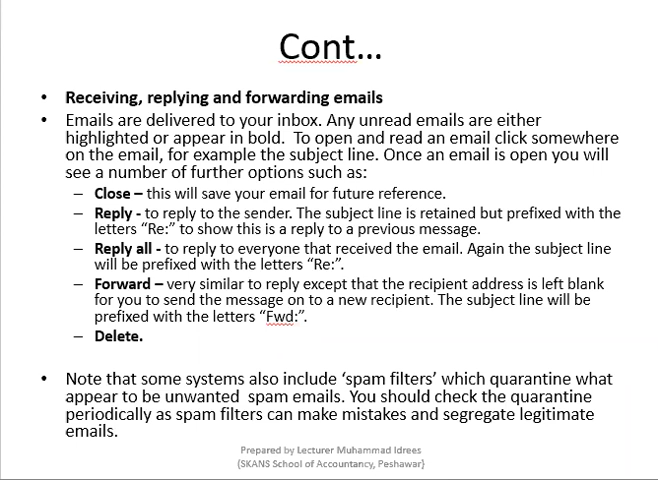 Cont...
• Receiving, replying and forwarding emails
• Emails are delivered to your inbox. Any unread emails are either
highlighted or appear in bold.  To open and read an email click somewhere
on the email, for example the subject line. Once an email is open you will
see a number of further options such as:
– Close – this will save your email for future reference.
– Reply - to reply to the sender. The subject line is retained but prefixed with the
letters “Re:” to show this is a reply to a previous message.
– Reply all - to reply to everyone that received the email. Again the subject line
will be prefixed with the letters “Re:”.
– Forward – very similar to reply except that the recipient address is left blank
for you to send the message on to a new recipient. The subject line will be
prefixed with the letters “Fwd:”.
– Delete.
• Note that some systems also include ‘spam filters’ which quarantine what
appear to be unwanted  spam emails. You should check the quarantine
periodically as spam filters can make mistakes and segregate legitimate
emails.
Prepared by Lecturer Muhammad Idrees
(SKANS School of Accountancy, Peshawar}